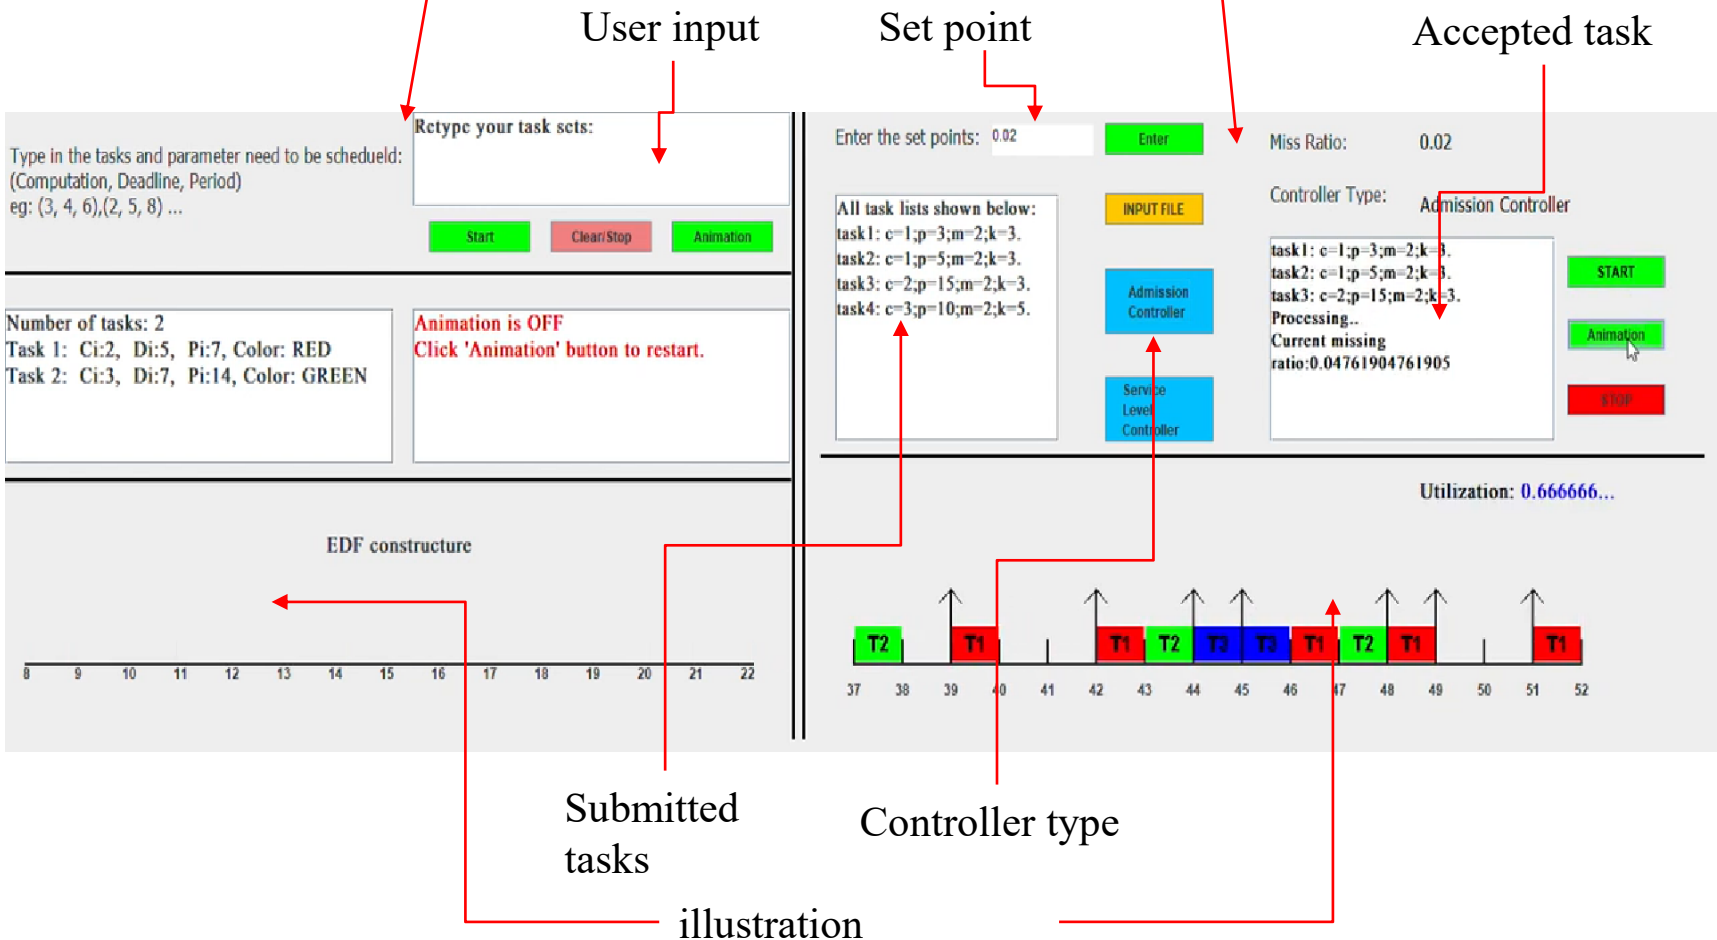 User input
Set point
Accepted task
Type in the tasks and parameter need to be schedueld:
(Computation, Deadline, Period)
eg: (3, 4, 6),(2, 5, 8) ...
Retype your task sets:
Start
Clear/Stop
Animation
Number of tasks: 2
Task 1: Ci:2, Di:5, Pi:7, Color: RED
Task 2: Ci:3, Di:7, Pi:14, Color: GREEN
Animation is OFF
Click 'Animation' button to restart.
EDF constructure
8 9 10 11 12 13 14 15 16 17 18 19 20 21 22
Enter the set points: 0.02
Enter
Miss Ratio: 0.02
INPUT FILE
Controller Type: Admission Controller
All task lists shown below:
task1: c=1;p=3;m=2;k=3.
task2: c=1;p=5;m=2;k=3.
task3: c=2;p=15;m=2;k=3.
task4: c=3;p=10;m=2;k=5.
Admission
Controller
Service
Level
Controller
task1: c=1;p=3;m=2;k=3.
task2: c=1;p=5;m=2;k=3.
task3: c=2;p=15;m=2;k=3.
Processing..
Current missing
ratio:0.04761904761905
START
Animation
STOP
Utilization: 0.666666...
T2 T1 T1 T2 T3 T3 T1 T2 T1 T1
37 38 39 40 41 42 43 44 45 46 47 48 49 50 51 52
Submitted
tasks
Controller type
illustration